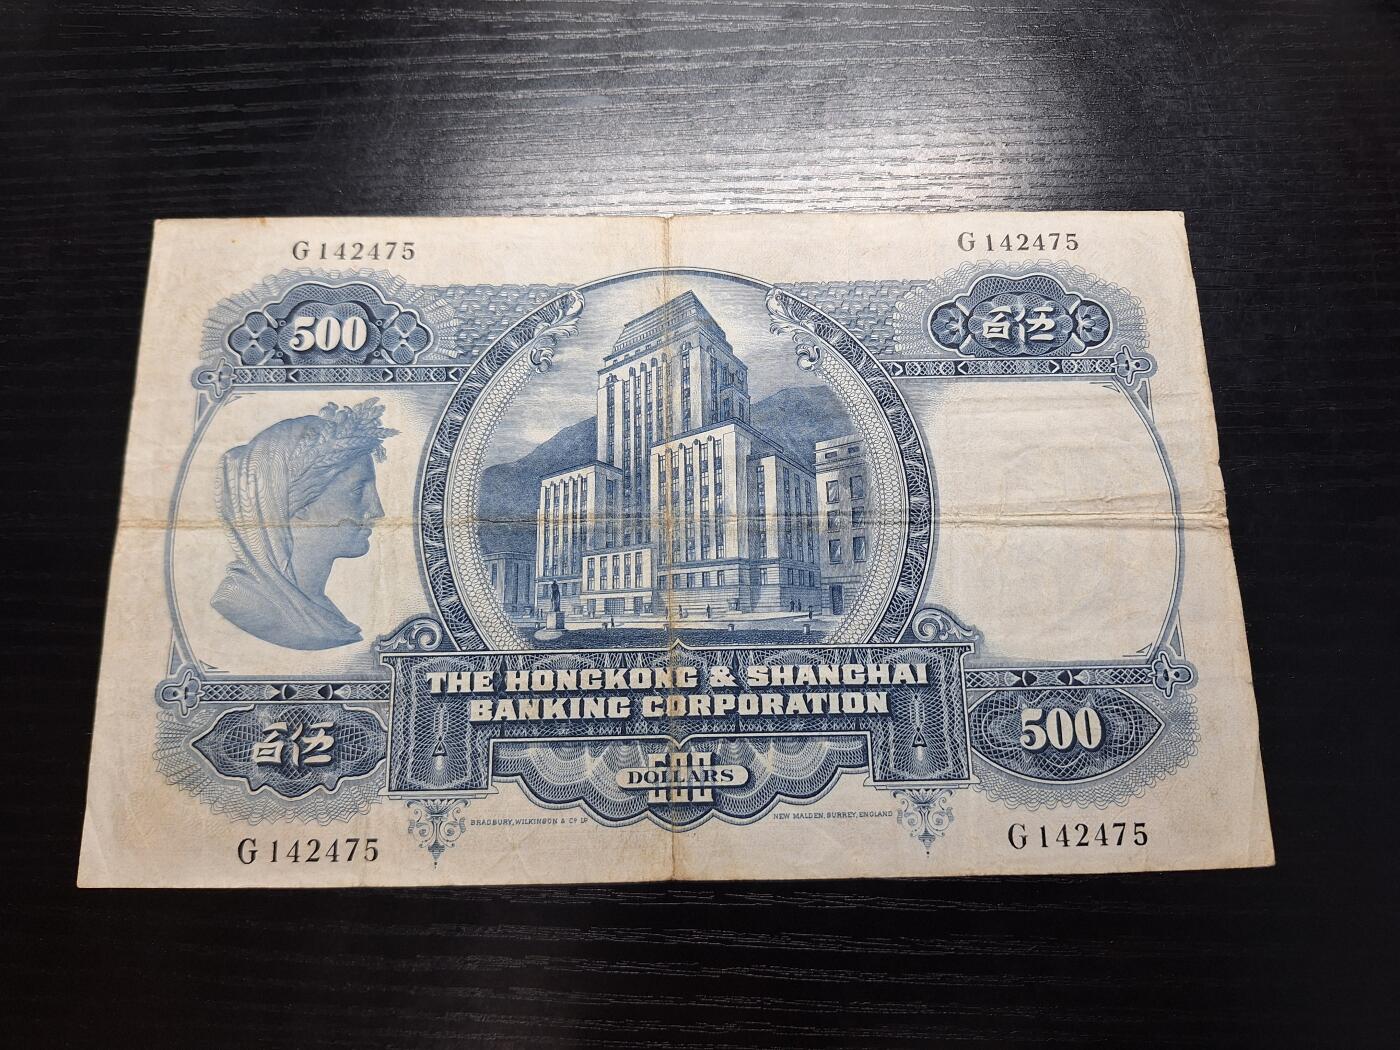 G 142475
G 142475
500
百伍
THE HONGKONG & SHANGHAI
BANKING CORPORATION
百伍
500
500
DOLLARS
BRADBURY, WILKINSON & Cº Lᴰ
NEW MALDEN, SURREY, ENGLAND
G 142475
G 142475